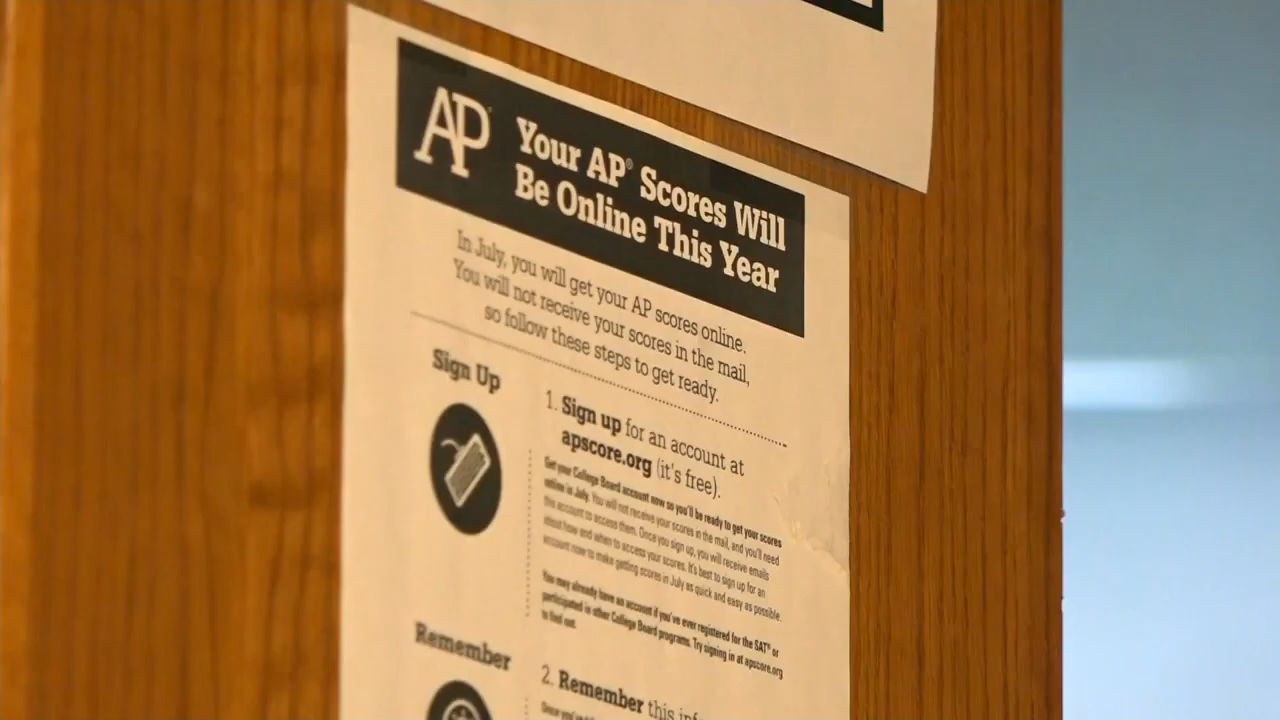 AP®
Your AP® Scores Will
Be Online This Year
In July, you will get your AP scores online.
You will not receive your scores in the mail,
so follow these steps to get ready.
Sign Up
1. Sign up for an account at
apscore.org (it's free).
Get your College Board account now so you'll be ready to get your scores
online in July. You will not receive your scores in the mail, and you'll need
this account to access them. Once you sign up, you will receive emails
about how and when to access your scores. It's best to sign up for an
account now to make getting scores in July as quick and easy as possible.
You may already have an account if you've ever registered for the SAT® or
participated in other College Board programs. Try signing in at apscore.org
to find out.
Remember
2. Remember this
Once you've